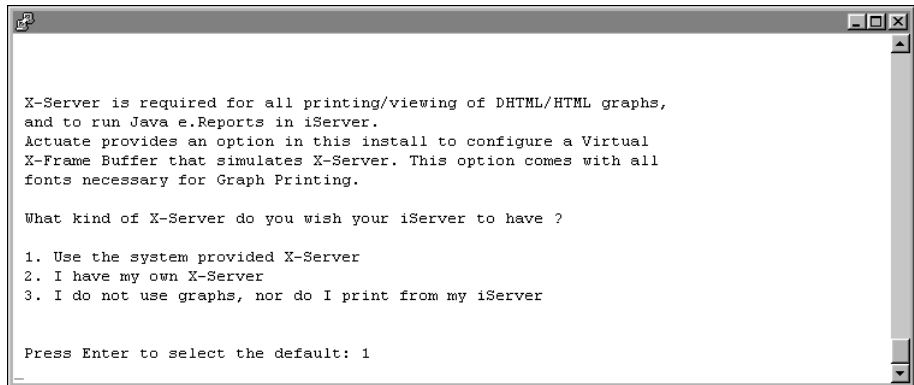 X-Server is required for all printing/viewing of DHTML/HTML graphs,
and to run Java e.Reports in iServer.
Actuate provides an option in this install to configure a Virtual
X-Frame Buffer that simulates X-Server. This option comes with all
fonts necessary for Graph Printing.
What kind of X-Server do you wish your iServer to have ?
1. Use the system provided X-Server
2. I have my own X-Server
3. I do not use graphs, nor do I print from my iServer
Press Enter to select the default: 1
_